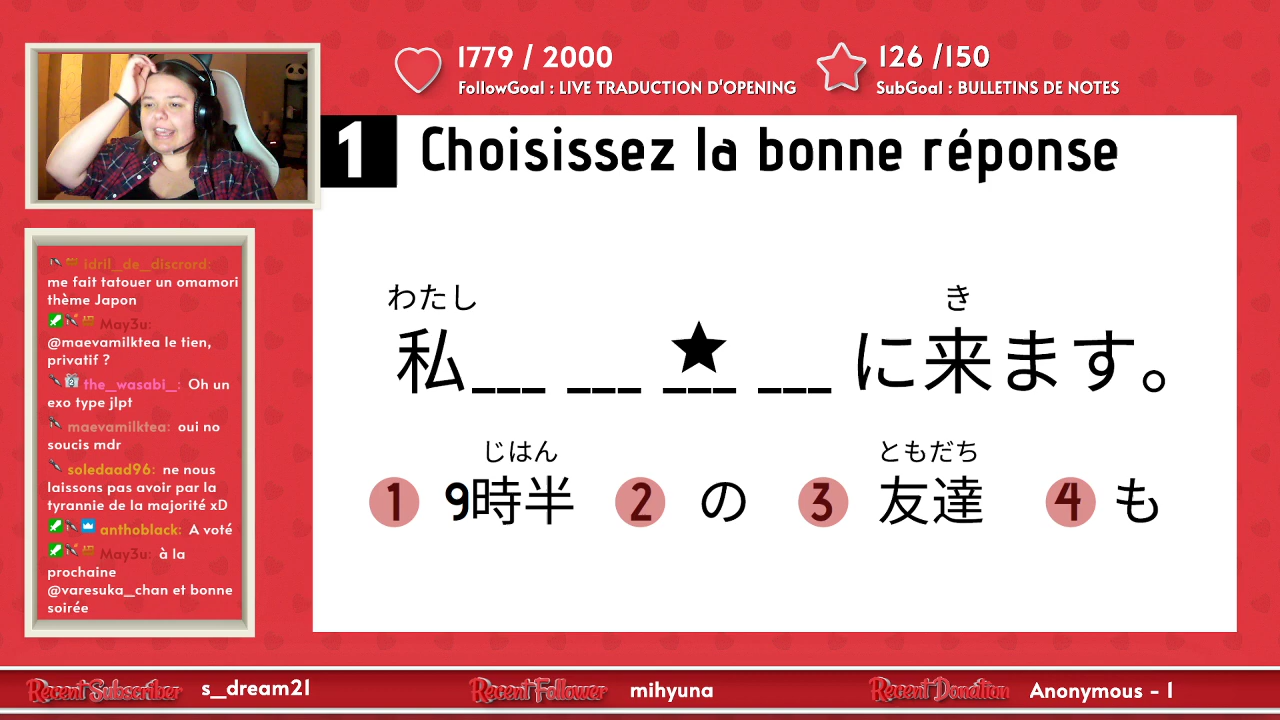 1779 / 2000
FollowGoal : LIVE TRADUCTION D'OPENING
126 /150
SubGoal : BULLETINS DE NOTES
1 Choisissez la bonne réponse
わたし き
私___ ___ ___ ___ に来ます。
★
じはん ともだち
1 9時半 2 の 3 友達 4 も
idril_de_discrord:
me fait tatouer un omamori
thème Japon
May3u:
@maevamilktea le tien,
privatif ?
the_wasabi_: Oh un
exo type jlpt
maevamilktea: oui no
soucis mdr
soledaad96: ne nous
laissons pas avoir par la
tyrannie de la majorité xD
anthoblack: A voté
May3u: à la
prochaine
@varesuka_chan et bonne
soirée
Recent Subscriber s_dream21
Recent Follower mihyuna
Recent Donation Anonymous - 1